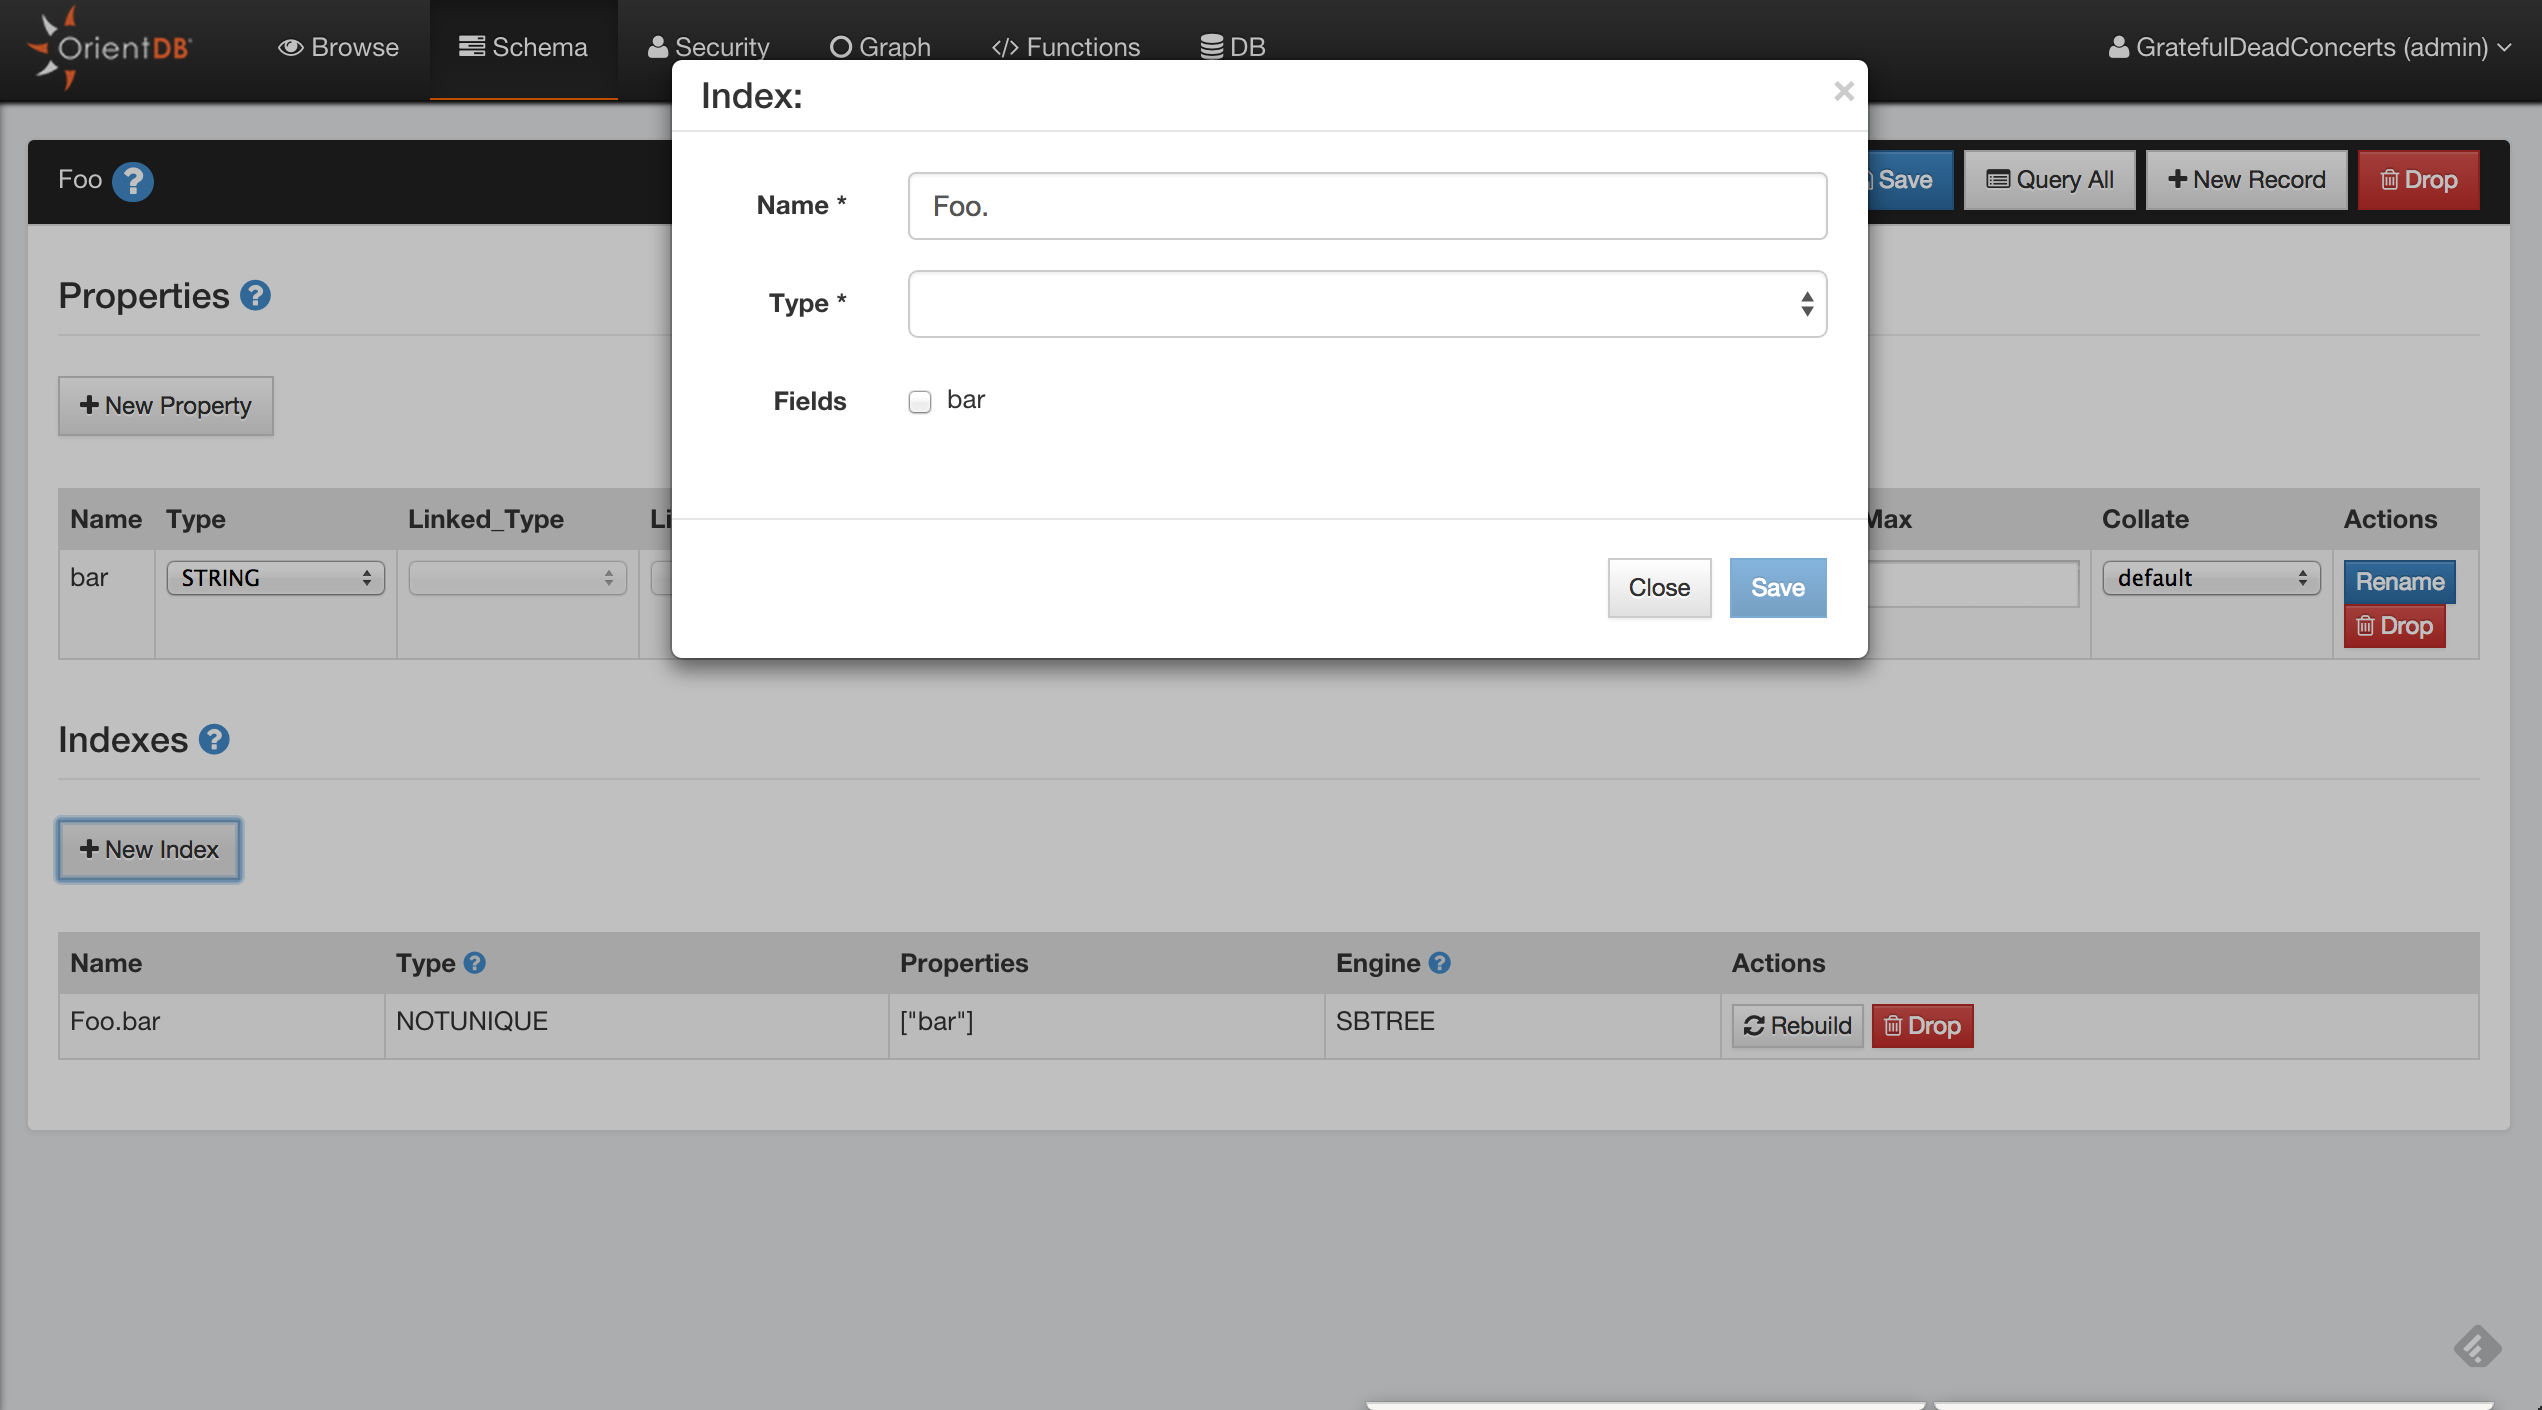 OrientDB Browse Schema Security Graph Functions DB GratefulDeadConcerts (admin)
Index:
Foo Save Query All New Record Drop
Name * Foo.
Type *
Fields bar
Close Save
Properties
New Property
Name Type Linked_Type Max Collate Actions
bar STRING default Rename
Drop
Indexes
New Index
Name Type Properties Engine Actions
Foo.bar NOTUNIQUE ["bar"] SBTREE Rebuild Drop